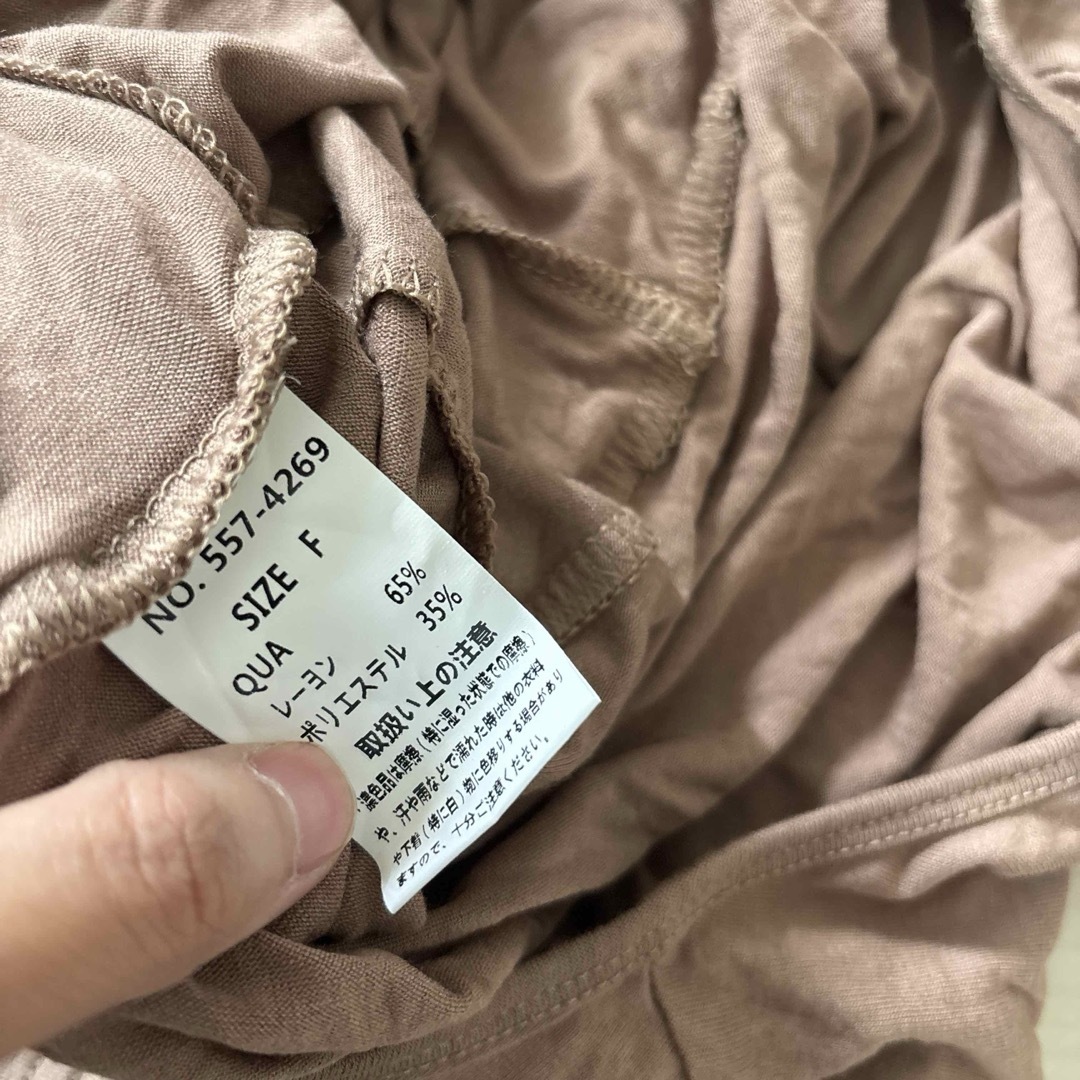 NO. 557-4269
SIZE F
QUA
レーヨン 65%
ポリエステル 35%
取扱い上の注意
濃色品は摩擦(特に湿った状態での摩擦)
や、汗や雨などで濡れた時は他の衣料
や下着(特に白)物に色移りする場合があり
ますので、十分ご注意ください。